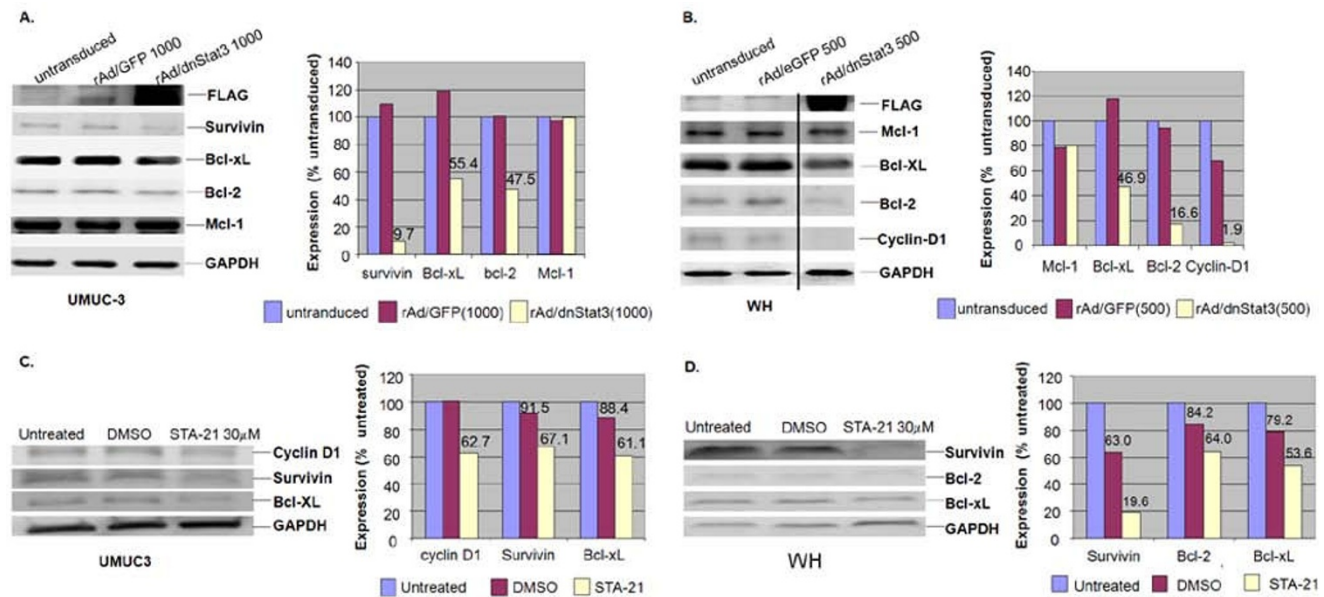 A.
untransduced
rAd/GFP 1000
rAd/dnStat3 1000
FLAG
Survivin
Bcl-xL
Bcl-2
Mcl-1
GAPDH
UMUC-3
Expression (% untransduced)
140
120
100
80
60
40
20
0
9.7
55.4
47.5
survivin Bcl-xL bcl-2 Mcl-1
untranduced rAd/GFP(1000) rAd/dnStat3(1000)
B.
untransduced
rAd/eGFP 500
rAd/dnStat3 500
FLAG
Mcl-1
Bcl-XL
Bcl-2
Cyclin-D1
GAPDH
WH
Expression (% untransduced)
140
120
100
80
60
40
20
0
46.9
16.6
1.9
Mcl-1 Bcl-xL Bcl-2 Cyclin-D1
untransduced rAd/GFP(500) rAd/dnStat3(500)
C.
Untreated DMSO STA-21 30µM
Cyclin D1
Survivin
Bcl-XL
GAPDH
UMUC3
Expression (% untreated)
120
100
80
60
40
20
0
62.7
91.5
67.1
88.4
61.1
cyclin D1 Survivin Bcl-xL
Untreated DMSO STA-21
D.
Untreated DMSO STA-21 30µM
Survivin
Bcl-2
Bcl-xL
GAPDH
WH
Expression (% untreated)
120
100
80
60
40
20
0
63.0
19.6
84.2
64.0
79.2
53.6
Survivin Bcl-2 Bcl-xL
Untreated DMSO STA-21